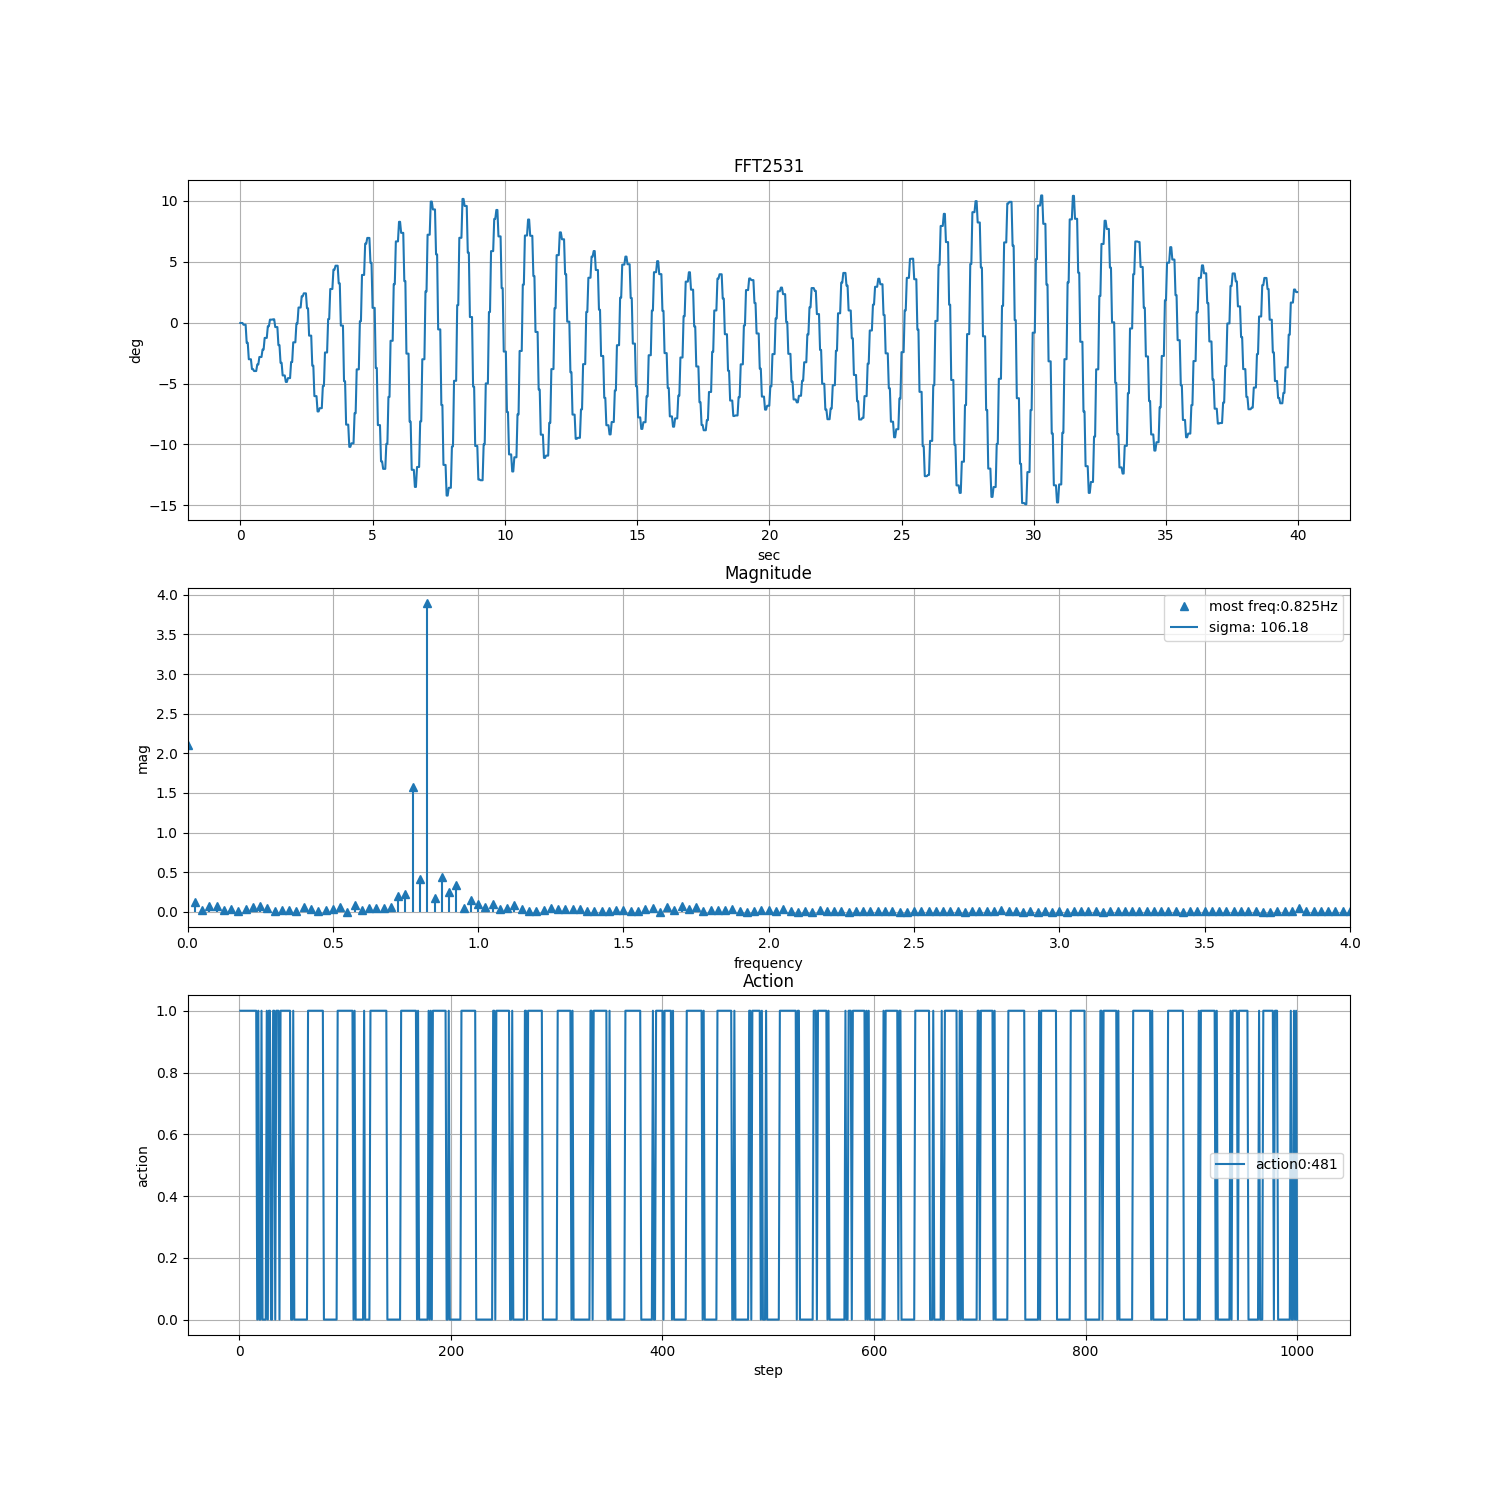 FFT2531
10
5
0
−5
−10
−15
deg
0 5 10 15 20 25 30 35 40
sec
Magnitude
4.0
3.5
3.0
2.5
2.0
1.5
1.0
0.5
0.0
mag
most freq:0.825Hz
sigma: 106.18
0.0 0.5 1.0 1.5 2.0 2.5 3.0 3.5 4.0
frequency
Action
1.0
0.8
0.6
0.4
0.2
0.0
action
action0:481
0 200 400 600 800 1000
step